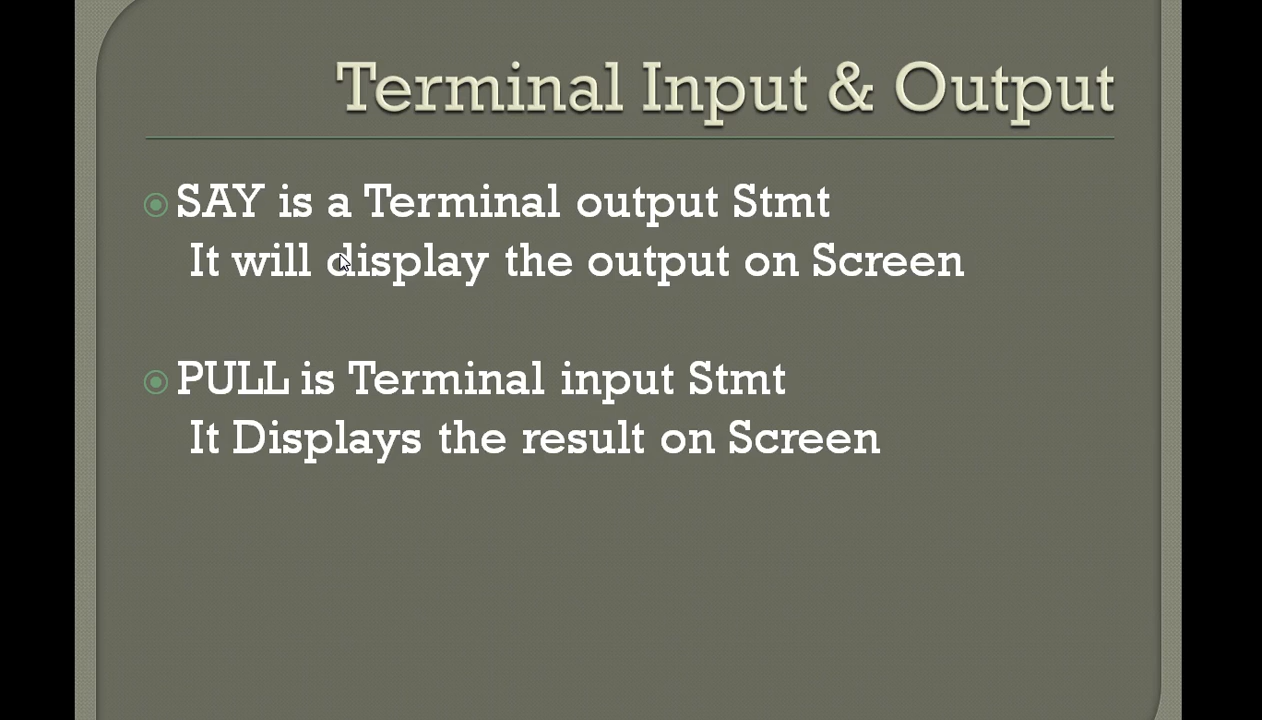 Terminal Input & Output
SAY is a Terminal output Stmt
It will display the output on Screen
PULL is Terminal input Stmt
It Displays the result on Screen